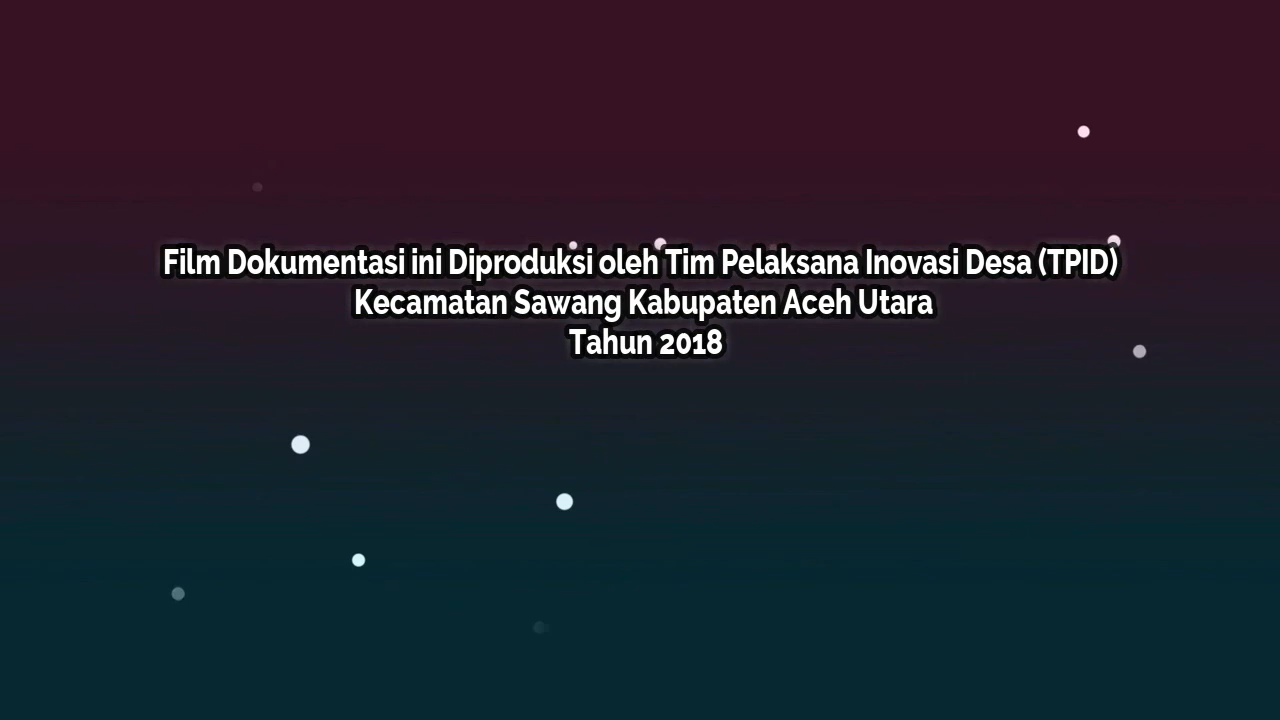 Film Dokumentasi ini Diproduksi oleh Tim Pelaksana Inovasi Desa (TPID)
Kecamatan Sawang Kabupaten Aceh Utara
Tahun 2018